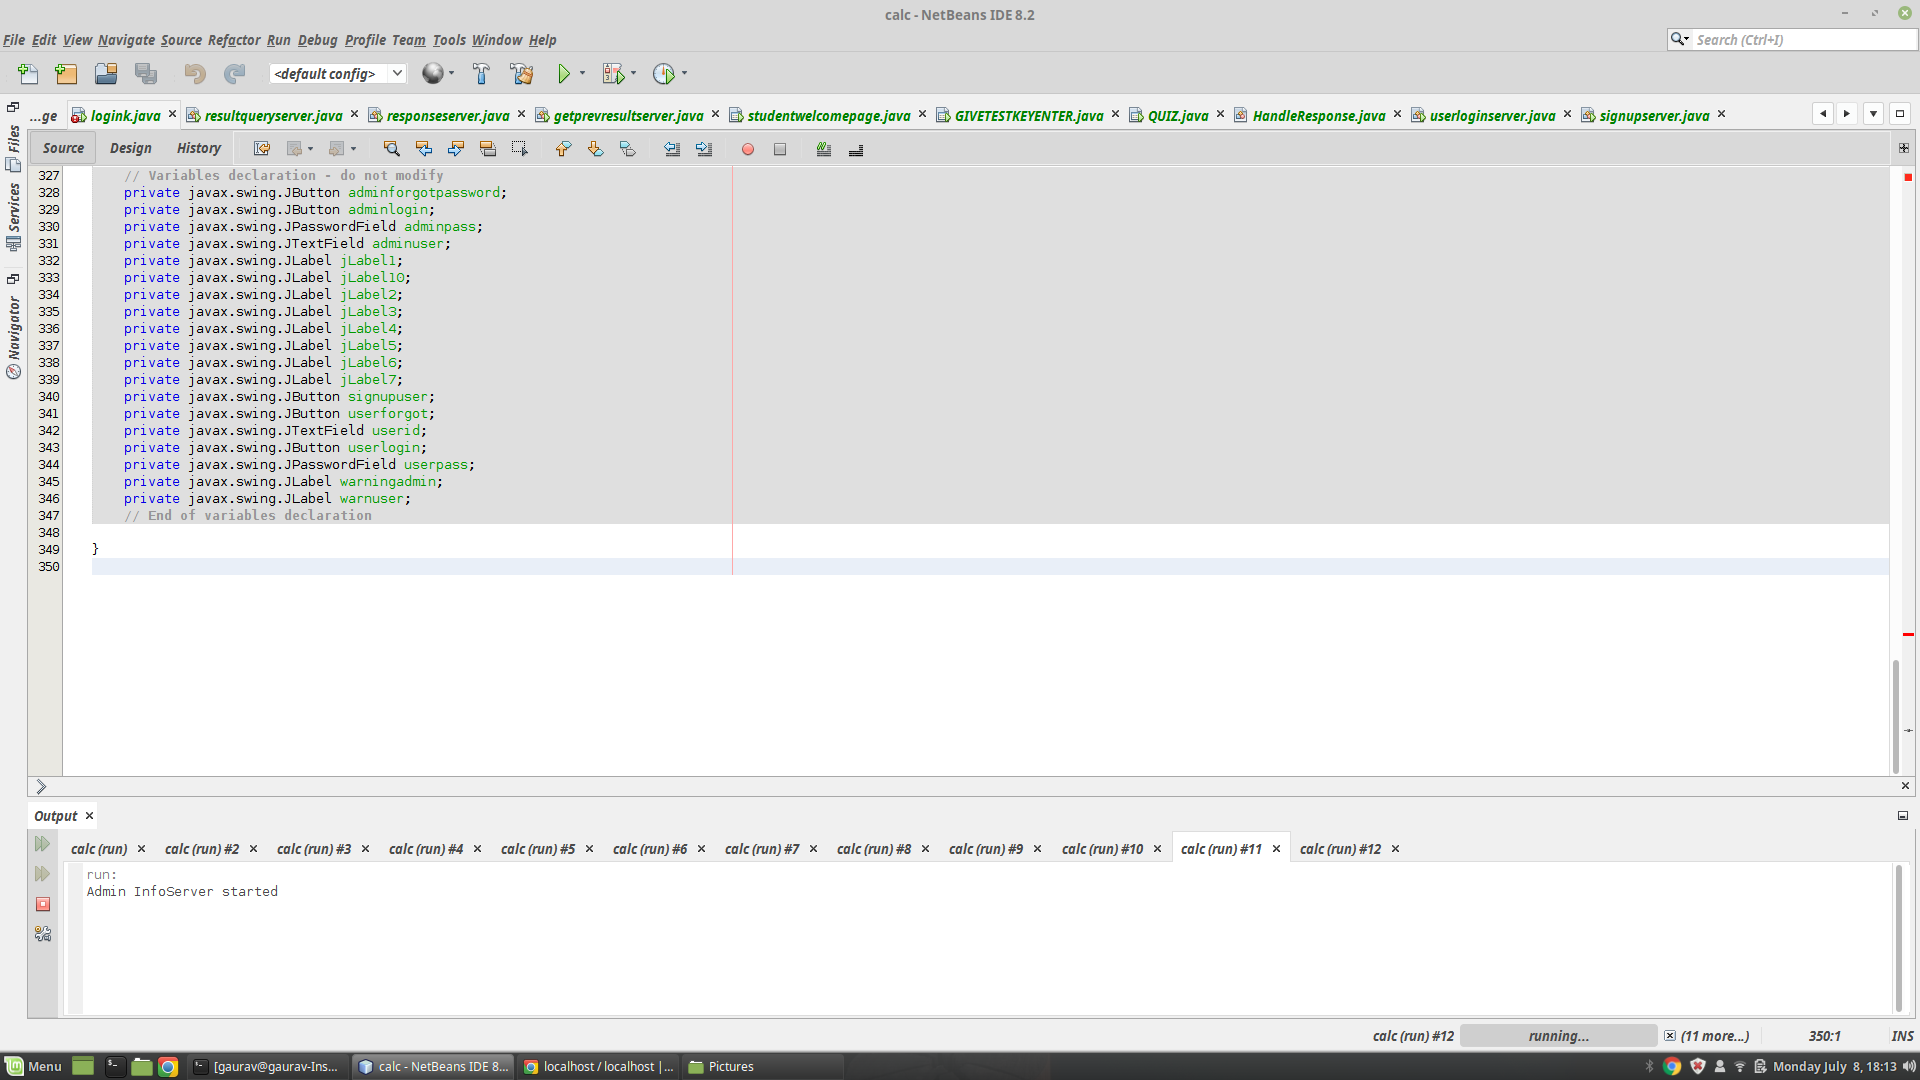 calc - NetBeans IDE 8.2
File Edit View Navigate Source Refactor Run Debug Profile Team Tools Window Help
Search (Ctrl+I)
<default config>
...ge logink.java resultqueryserver.java responseserver.java getprevresultserver.java studentwelcomepage.java GIVETESTKEYENTER.java QUIZ.java HandleResponse.java userloginserver.java signupserver.java
Source Design History
Files
Services
Navigator
327 // Variables declaration - do not modify
328 private javax.swing.JButton adminforgotpassword;
329 private javax.swing.JButton adminlogin;
330 private javax.swing.JPasswordField adminpass;
331 private javax.swing.JTextField adminuser;
332 private javax.swing.JLabel jLabel1;
333 private javax.swing.JLabel jLabel10;
334 private javax.swing.JLabel jLabel2;
335 private javax.swing.JLabel jLabel3;
336 private javax.swing.JLabel jLabel4;
337 private javax.swing.JLabel jLabel5;
338 private javax.swing.JLabel jLabel6;
339 private javax.swing.JLabel jLabel7;
340 private javax.swing.JButton signupuser;
341 private javax.swing.JButton userforgot;
342 private javax.swing.JTextField userid;
343 private javax.swing.JButton userlogin;
344 private javax.swing.JPasswordField userpass;
345 private javax.swing.JLabel warningadmin;
346 private javax.swing.JLabel warnuser;
347 // End of variables declaration
348
349 }
350
Output
calc (run) calc (run) #2 calc (run) #3 calc (run) #4 calc (run) #5 calc (run) #6 calc (run) #7 calc (run) #8 calc (run) #9 calc (run) #10 calc (run) #11 calc (run) #12
run:
Admin InfoServer started
calc (run) #12 running... (11 more...) 350:1 INS
Menu [gaurav@gaurav-Ins... calc - NetBeans IDE 8... localhost / localhost |... Pictures Monday July 8, 18:13